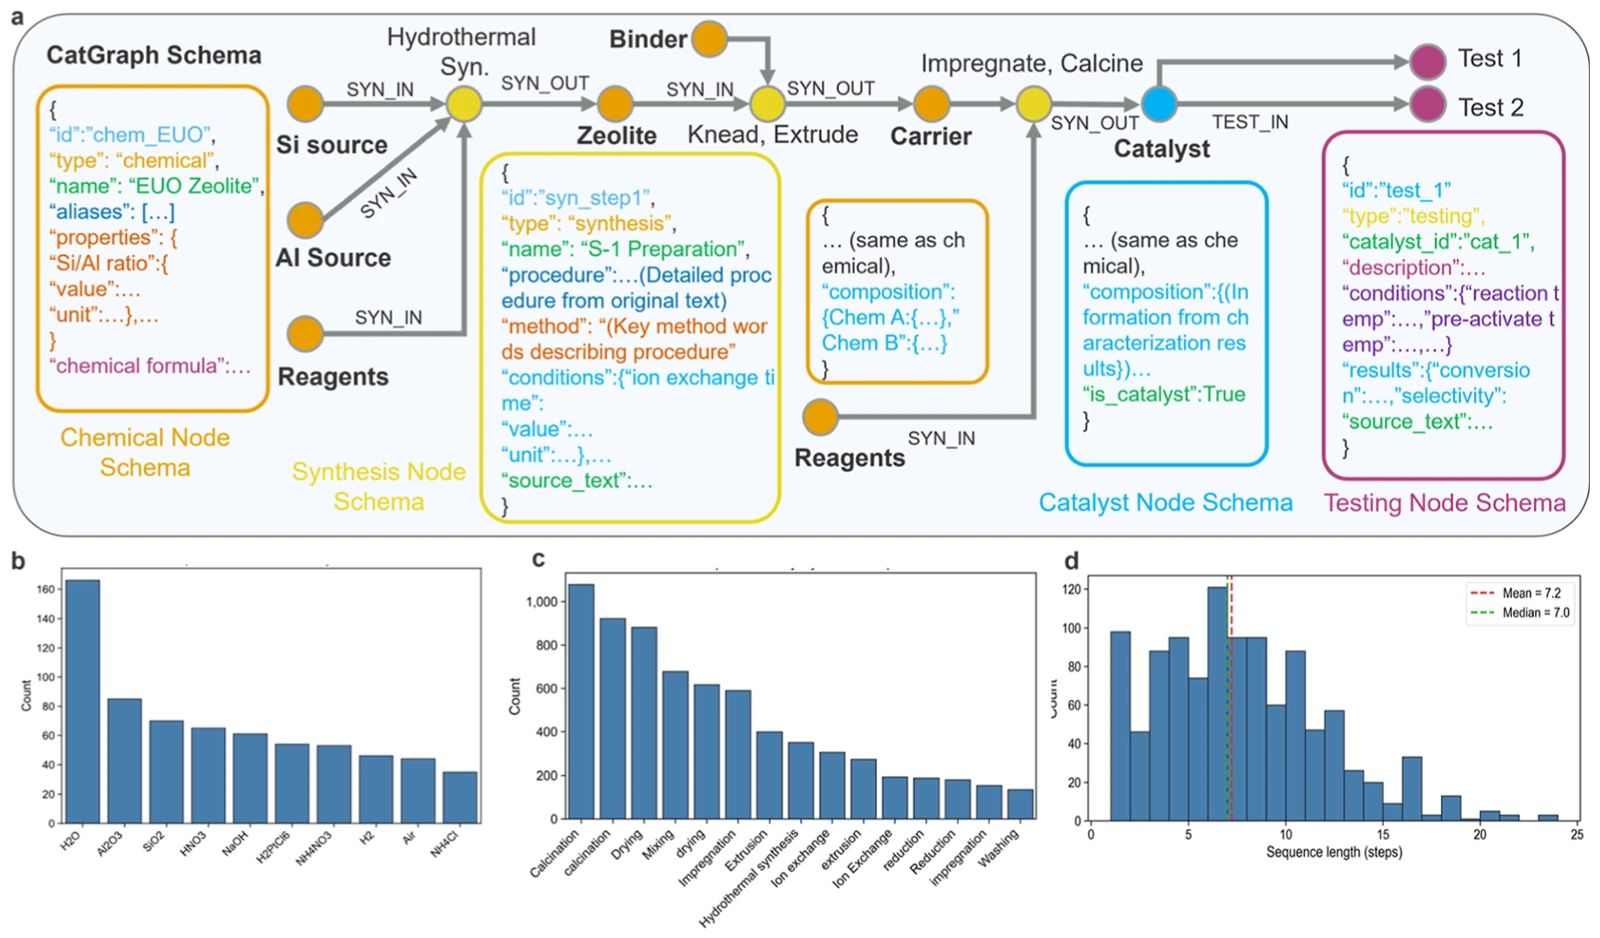 a
CatGraph Schema
Hydrothermal
Syn.
Binder
Impregnate, Calcine
Test 1
Test 2
SYN_IN
SYN_OUT
SYN_IN
SYN_OUT
SYN_OUT
TEST_IN
Si source
Zeolite
Knead, Extrude
Carrier
Catalyst
SYN_IN
Al Source
SYN_IN
Reagents
SYN_IN
Reagents
{
“id”:”chem_EUO”,
“type”: “chemical”,
“name”: “EUO Zeolite”,
“aliases”: […]
“properties”: {
“Si/Al ratio”:{
“value”:…
“unit”:…},…
}
“chemical formula”:…
Chemical Node
Schema
{
“id”:”syn_step1”,
“type”: “synthesis”,
“name”: “S-1 Preparation”,
“procedure”:…(Detailed proc
edure from original text)
“method”: “(Key method wor
ds describing procedure”
“conditions”:{“ion exchange ti
me”:
“value”:…
“unit”:…},…
“source_text”:…
}
Synthesis Node
Schema
{
… (same as ch
emical),
“composition”:
{Chem A:{…},”
Chem B”:{…}
}
{
… (same as che
mical),
“composition”:{(In
formation from ch
aracterization res
ults})…
“is_catalyst”:True
}
Catalyst Node Schema
{
“id”:”test_1”
“type”:”testing”,
“catalyst_id”:”cat_1”,
“description”:…
“conditions”:{“reaction t
emp”:…,”pre-activate t
emp”:…,…}
“results”:{“conversio
n”:…,”selectivity”:
“source_text”:…
}
Testing Node Schema
b
Count
160
140
120
100
80
60
40
20
0
H2O
Al2O3
SiO2
HNO3
NaOH
H2PtCl6
NH4NO3
H2
Air
NH4Cl
c
Count
1,000
800
600
400
200
0
Calcination
calcination
Drying
Mixing
drying
Impregnation
Extrusion
Hydrothermal synthesis
Ion exchange
extrusion
Ion Exchange
reduction
Reduction
impregnation
Washing
d
Count
120
100
80
60
40
20
0
Mean = 7.2
Median = 7.0
0
5
10
15
20
25
Sequence length (steps)